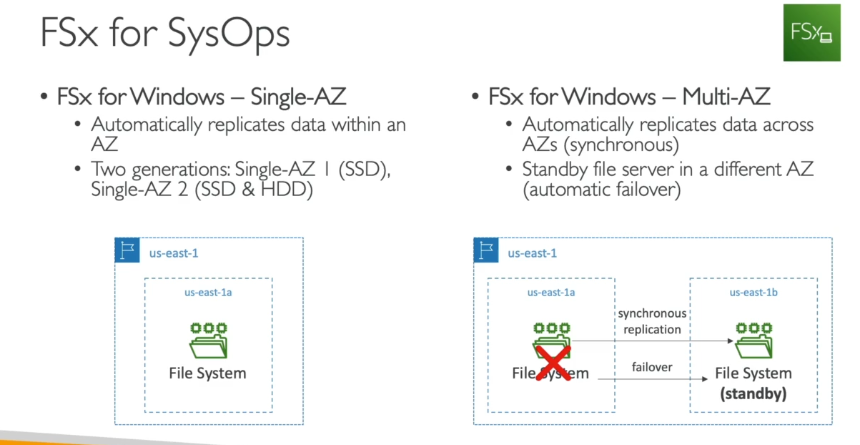 FSx for SysOps
FSx
• FSx for Windows – Single-AZ
• Automatically replicates data within an
AZ
• Two generations: Single-AZ 1 (SSD),
Single-AZ 2 (SSD & HDD)
us-east-1
us-east-1a
File System
• FSx for Windows – Multi-AZ
• Automatically replicates data across
AZs (synchronous)
• Standby file server in a different AZ
(automatic failover)
us-east-1
us-east-1a
File System
synchronous
replication
failover
us-east-1b
File System
(standby)